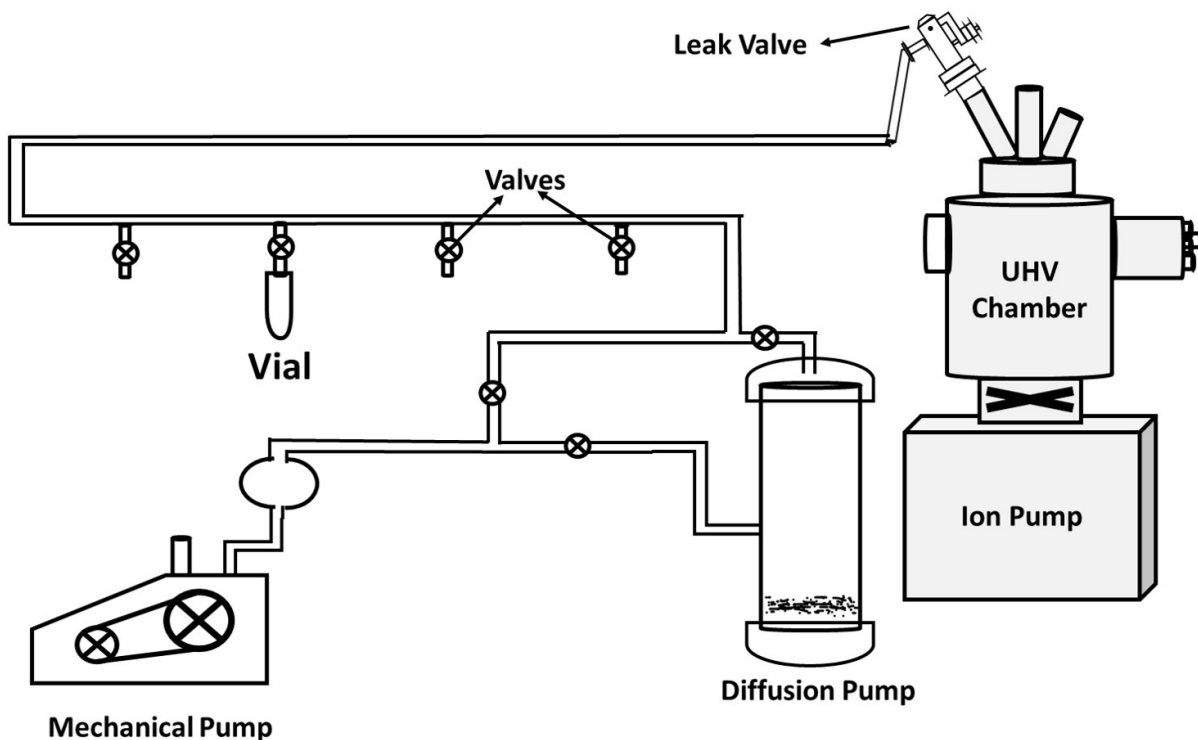 Leak Valve
Valves
UHV
Chamber
Vial
Ion Pump
Diffusion Pump
Mechanical Pump